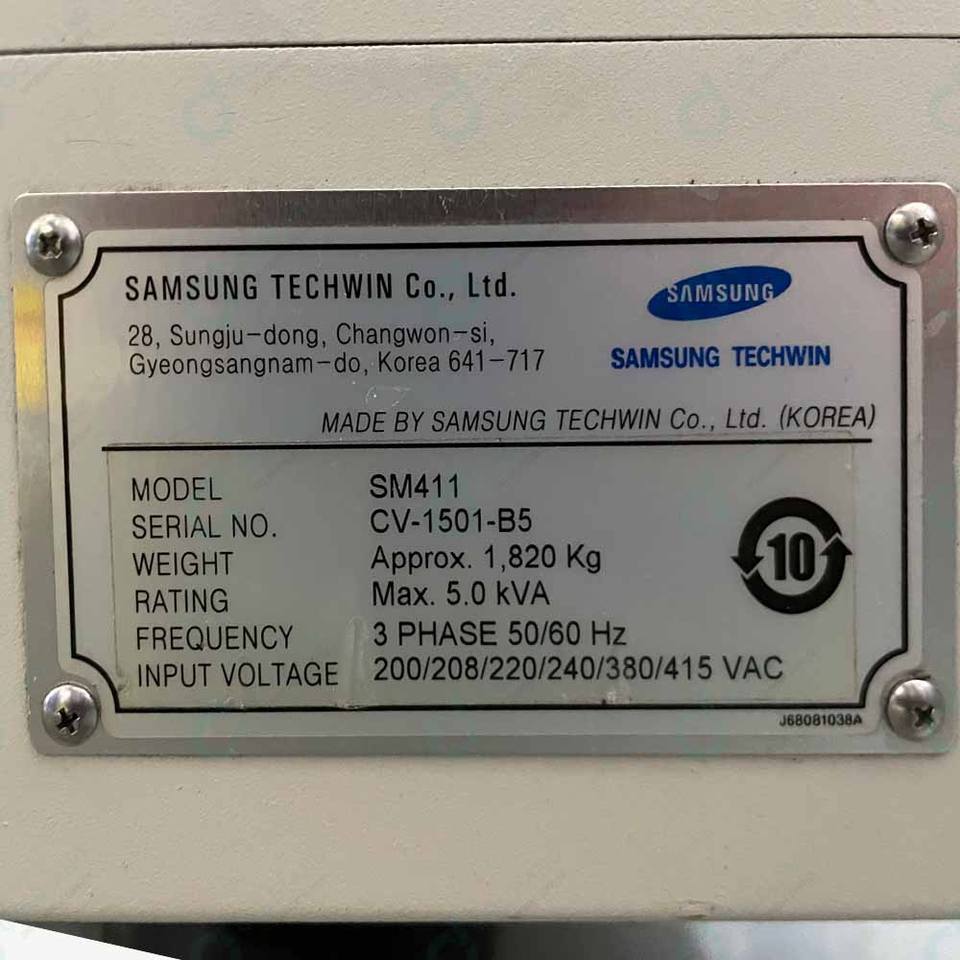 SAMSUNG TECHWIN Co., Ltd.
28, Sungju-dong, Changwon-si,
Gyeongsangnam-do, Korea 641-717
SAMSUNG
SAMSUNG TECHWIN
MADE BY SAMSUNG TECHWIN Co., Ltd. (KOREA)
MODEL SM411
SERIAL NO. CV-1501-B5
WEIGHT Approx. 1,820 Kg
RATING Max. 5.0 kVA
FREQUENCY 3 PHASE 50/60 Hz
INPUT VOLTAGE 200/208/220/240/380/415 VAC
10
J68081038A